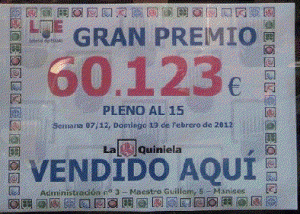 LAE
GRAN PREMIO
60.123 €
PLENO AL 15
Semana 07/12, Domingo 19 de Febrero de 2012
La Quiniela
VENDIDO AQUÍ
Administración nº 3 - Maestro Guillem, 5 - Manises